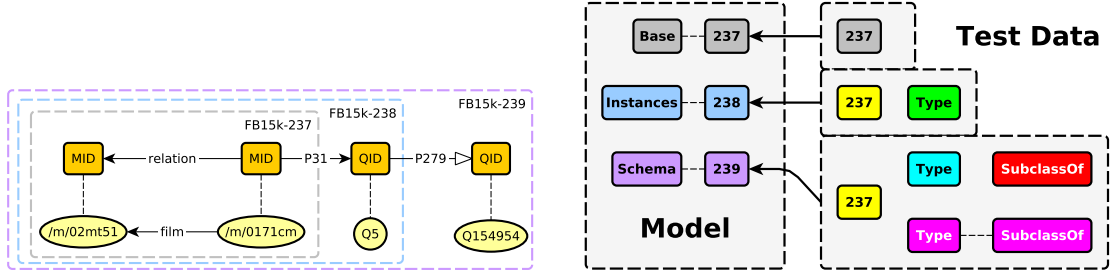 FB15k-239
FB15k-238
FB15k-237
MID relation MID P31 QID P279 QID
/m/02mt51 film /m/0171cm Q5 Q154954
Base 237 237 Test Data
Instances 238 237 Type
Schema 239 237 Type SubclassOf
Type SubclassOf
Model